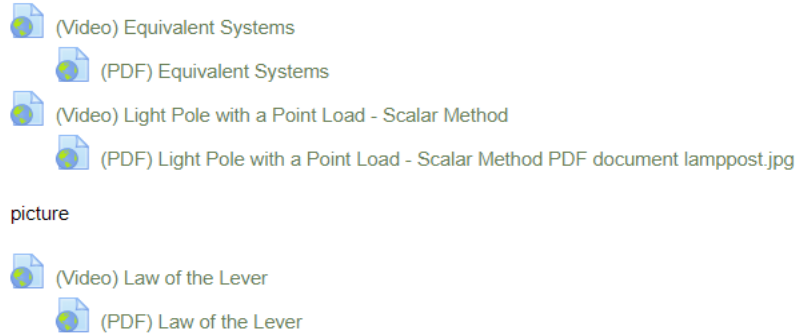 (Video) Equivalent Systems
(PDF) Equivalent Systems
(Video) Light Pole with a Point Load - Scalar Method
(PDF) Light Pole with a Point Load - Scalar Method PDF document lamppost.jpg
picture
(Video) Law of the Lever
(PDF) Law of the Lever